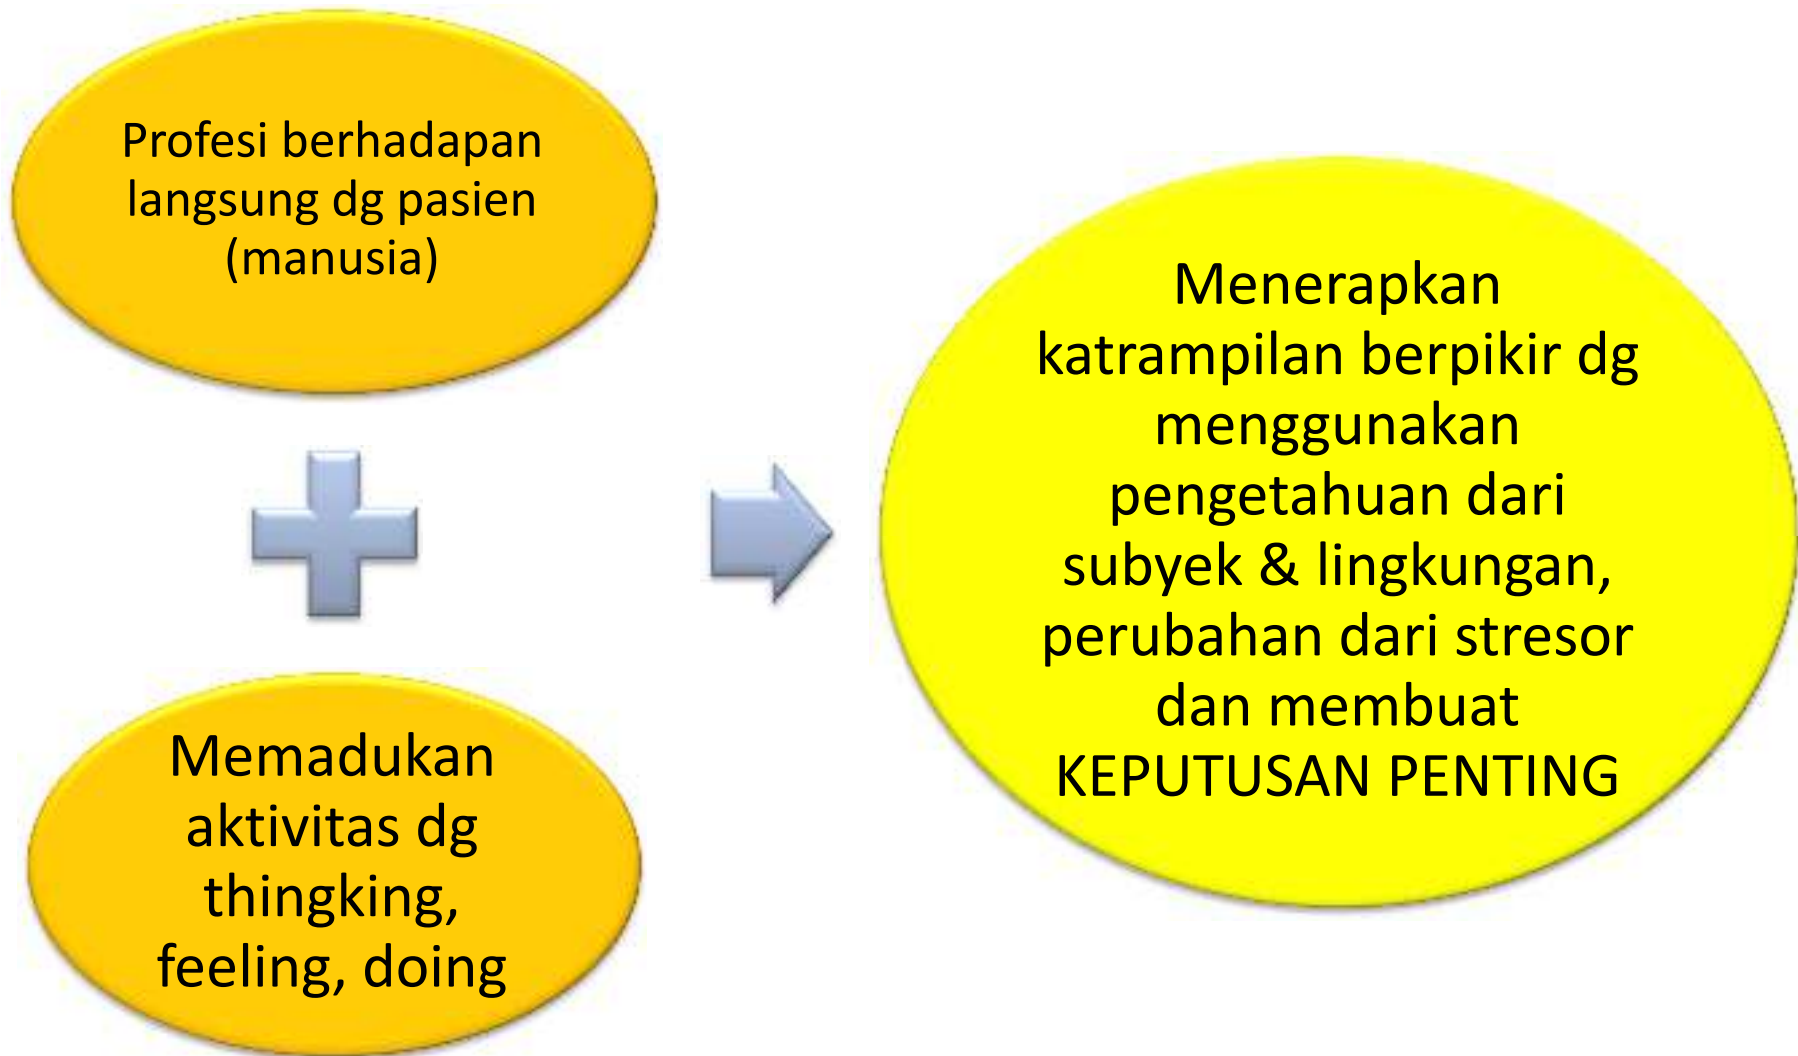 Profesi berhadapan
langsung dg pasien
(manusia)
Memadukan
aktivitas dg
thingking,
feeling, doing
Menerapkan
katrampilan berpikir dg
menggunakan
pengetahuan dari
subyek & lingkungan,
perubahan dari stresor
dan membuat
KEPUTUSAN PENTING